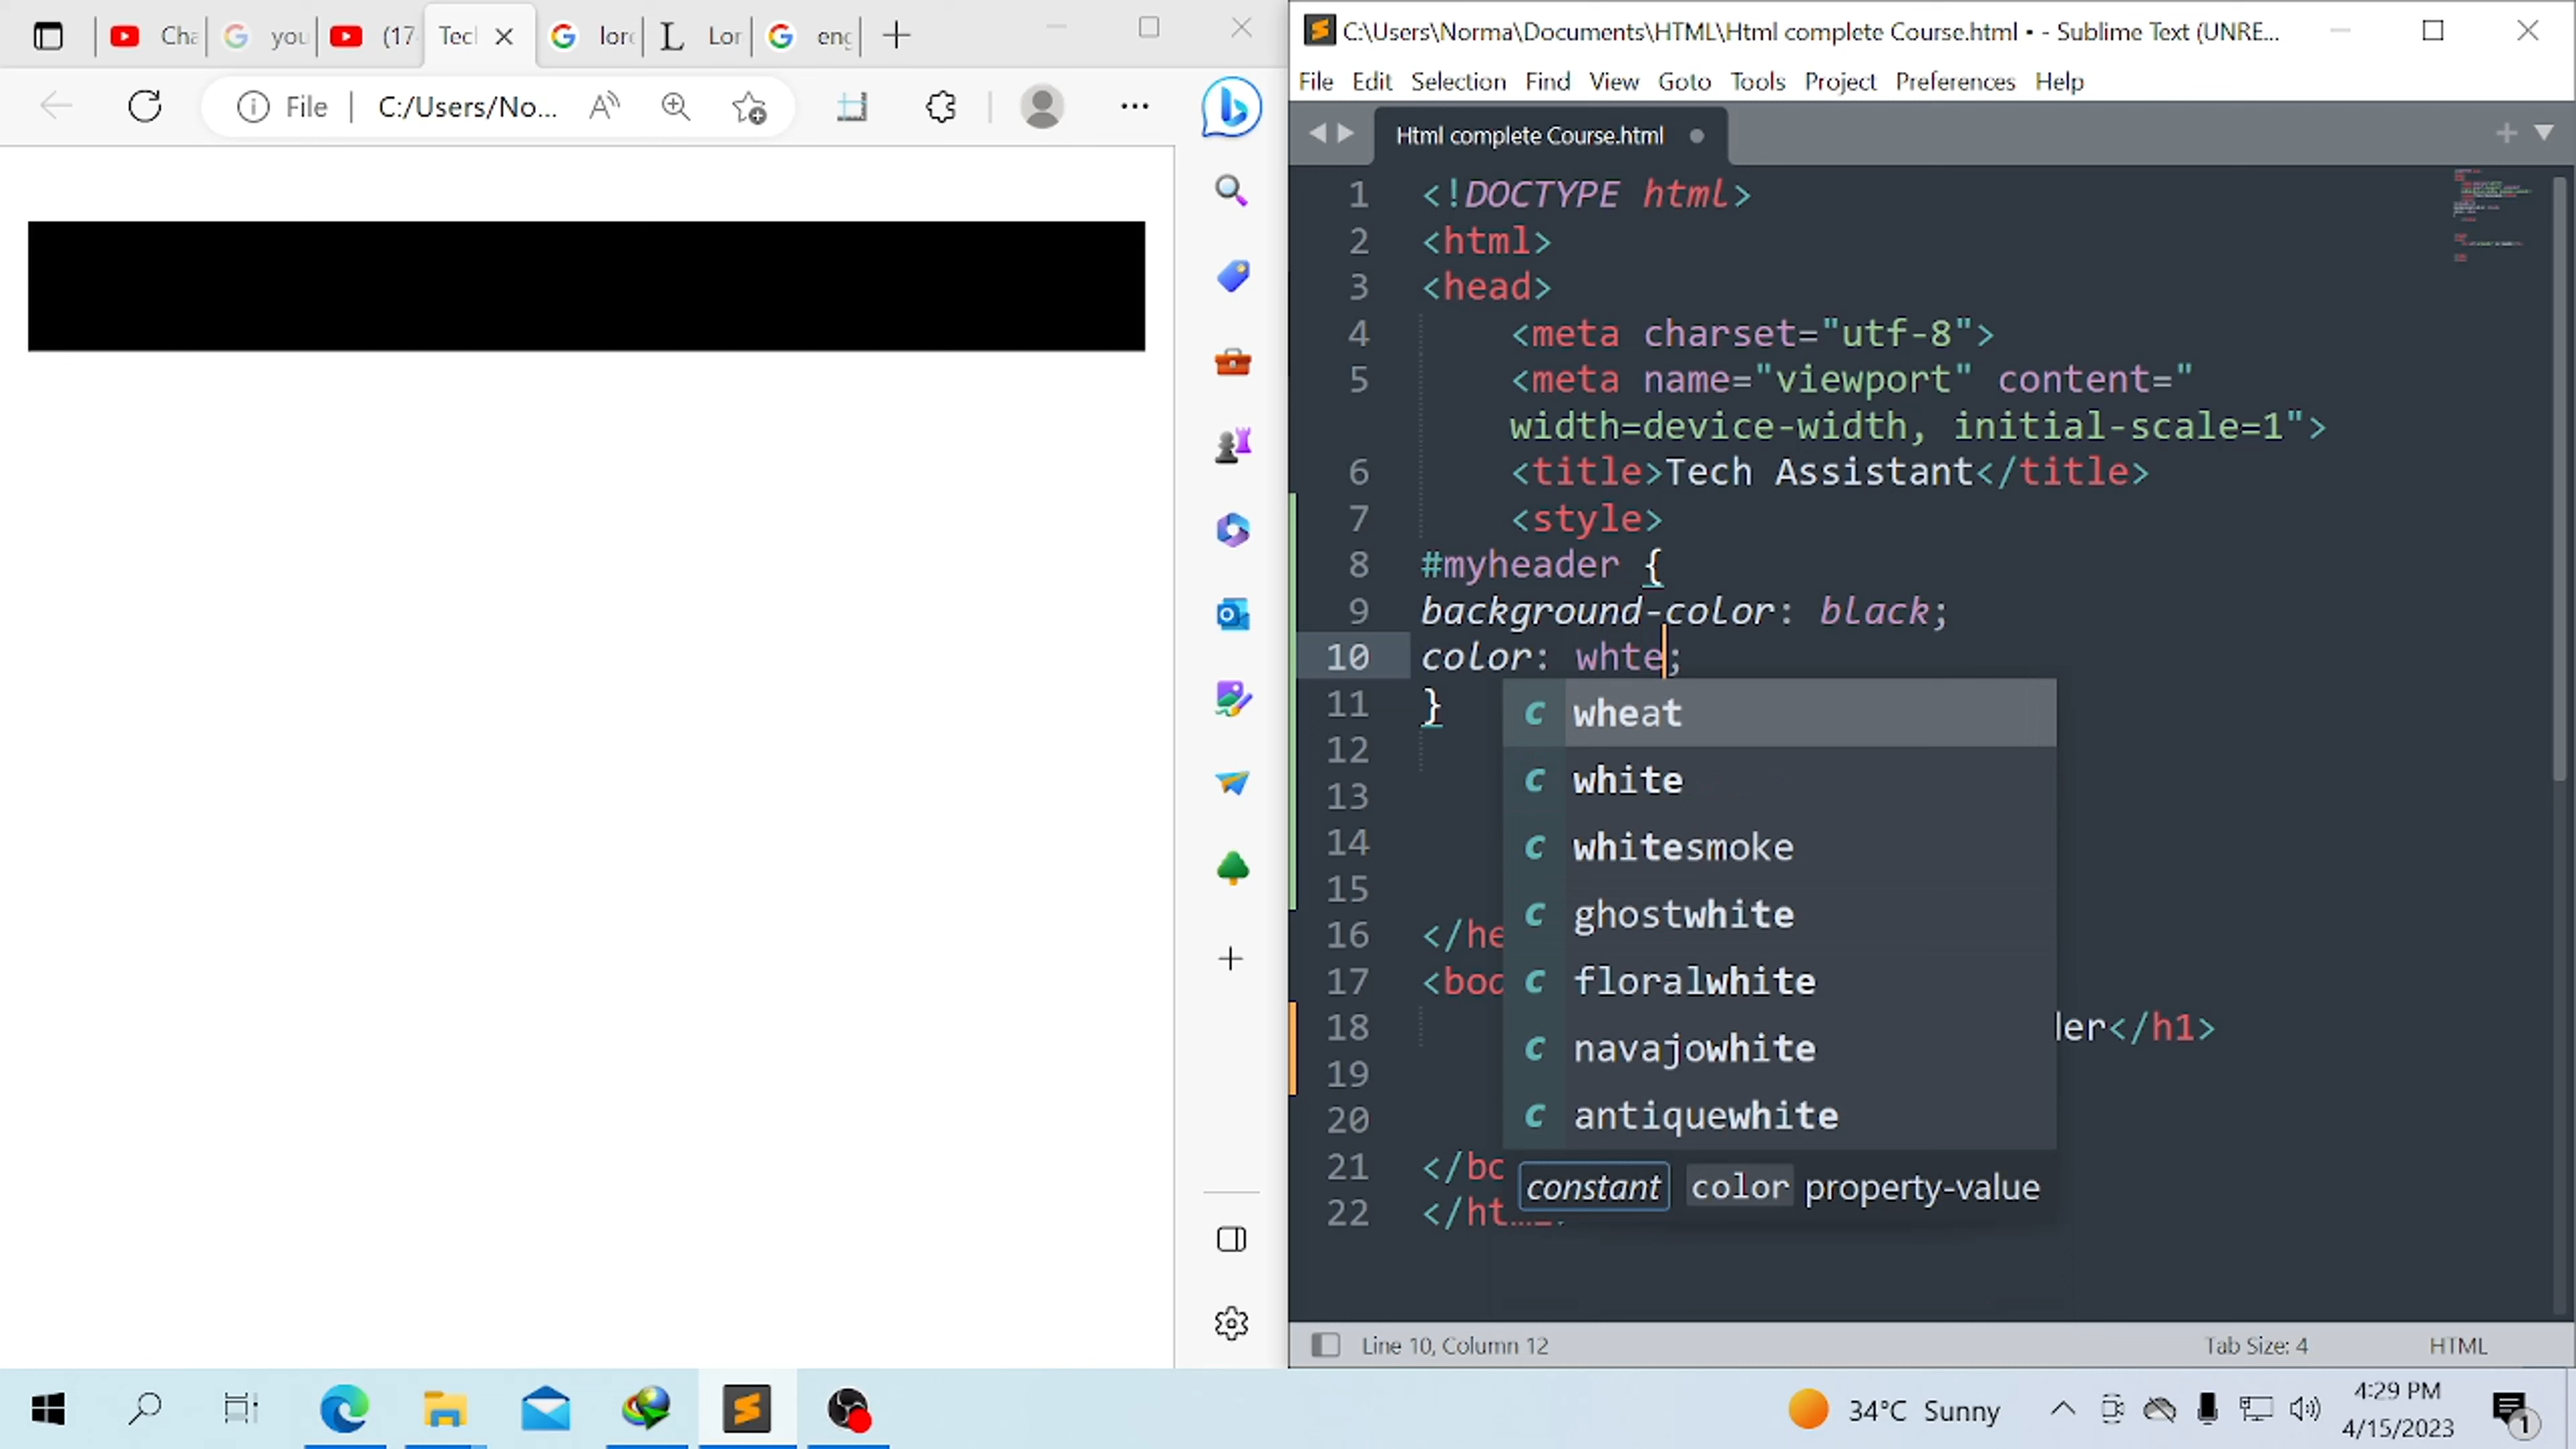 Cha
you
(17
Tec
lor
Lor
eng
File
C:/Users/No...
C:\Users\Norma\Documents\HTML\Html complete Course.html • - Sublime Text (UNRE...
File Edit Selection Find View Goto Tools Project Preferences Help
Html complete Course.html
1 <!DOCTYPE html>
2 <html>
3 <head>
4 <meta charset="utf-8">
5 <meta name="viewport" content="
width=device-width, initial-scale=1">
6 <title>Tech Assistant</title>
7 <style>
8 #myheader {
9 background-color: black;
10 color: whte;
11 }
c wheat
12
c white
13
14 c whitesmoke
15 c ghostwhite
16 </he
17 <bod c floralwhite
18 der</h1>
c navajowhite
19
20 c antiquewhite
21 </bo
constant color property-value
22 </html>
Line 10, Column 12
Tab Size: 4
HTML
34°C Sunny
4:29 PM
4/15/2023
1